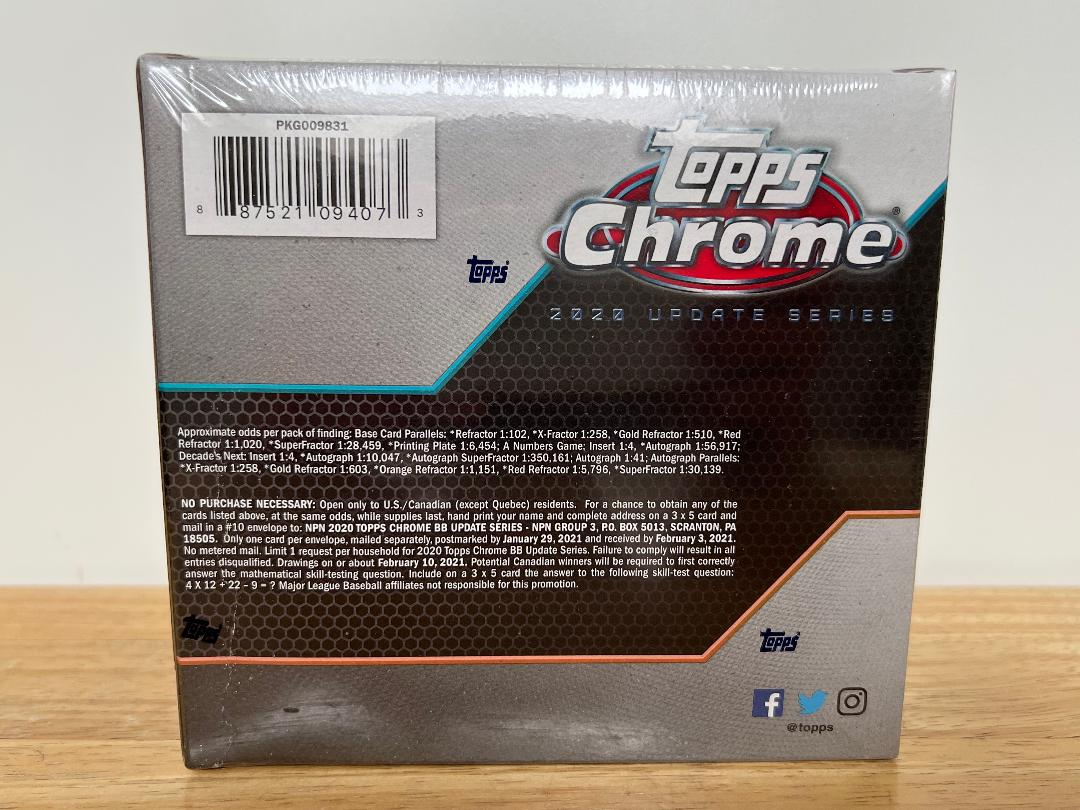 PKG009831
8 87521 09407 3
Topps
Chrome®
Topps
2020 UPDATE SERIES
Approximate odds per pack of finding: Base Card Parallels: *Refractor 1:102, *X-Fractor 1:258, *Gold Refractor 1:510, *Red
Refractor 1:1,020, *SuperFractor 1:28,459, *Printing Plate 1:6,454; A Numbers Game: Insert 1:4, *Autograph 1:56,917;
Decade's Next: Insert 1:4, *Autograph 1:10,047, *Autograph SuperFractor 1:350,161; Autograph 1:41; Autograph Parallels:
*X-Fractor 1:258, *Gold Refractor 1:603, *Orange Refractor 1:1,151, *Red Refractor 1:5,796, *SuperFractor 1:30,139.
NO PURCHASE NECESSARY: Open only to U.S./Canadian (except Quebec) residents. For a chance to obtain any of the
cards listed above, at the same odds, while supplies last, hand print your name and complete address on a 3 x 5 card and
mail in a #10 envelope to: NPN 2020 TOPPS CHROME BB UPDATE SERIES - NPN GROUP 3, P.O. BOX 5013, SCRANTON, PA
18505. Only one card per envelope, mailed separately, postmarked by January 29, 2021 and received by February 3, 2021.
No metered mail. Limit 1 request per household for 2020 Topps Chrome BB Update Series. Failure to comply will result in all
entries disqualified. Drawings on or about February 10, 2021. Potential Canadian winners will be required to first correctly
answer the mathematical skill-testing question. Include on a 3 x 5 card the answer to the following skill-test question:
4 X 12 + 22 – 9 = ? Major League Baseball affiliates not responsible for this promotion.
Topps
Topps
@topps